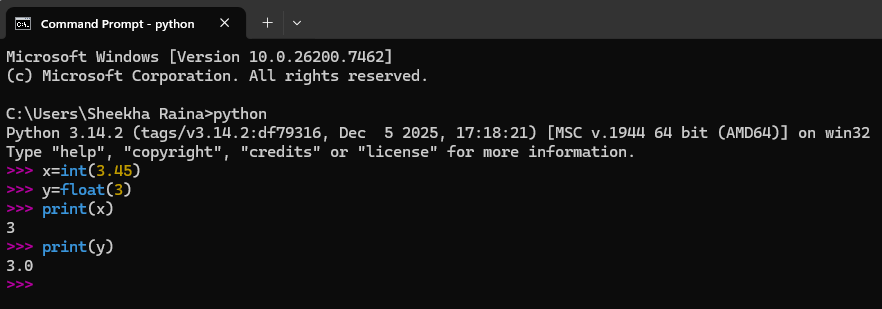 Command Prompt - python
Microsoft Windows [Version 10.0.26200.7462]
(c) Microsoft Corporation. All rights reserved.
C:\Users\Sheekha Raina>python
Python 3.14.2 (tags/v3.14.2:df79316, Dec  5 2025, 17:18:21) [MSC v.1944 64 bit (AMD64)] on win32
Type "help", "copyright", "credits" or "license" for more information.
>>> x=int(3.45)
>>> y=float(3)
>>> print(x)
3
>>> print(y)
3.0
>>>